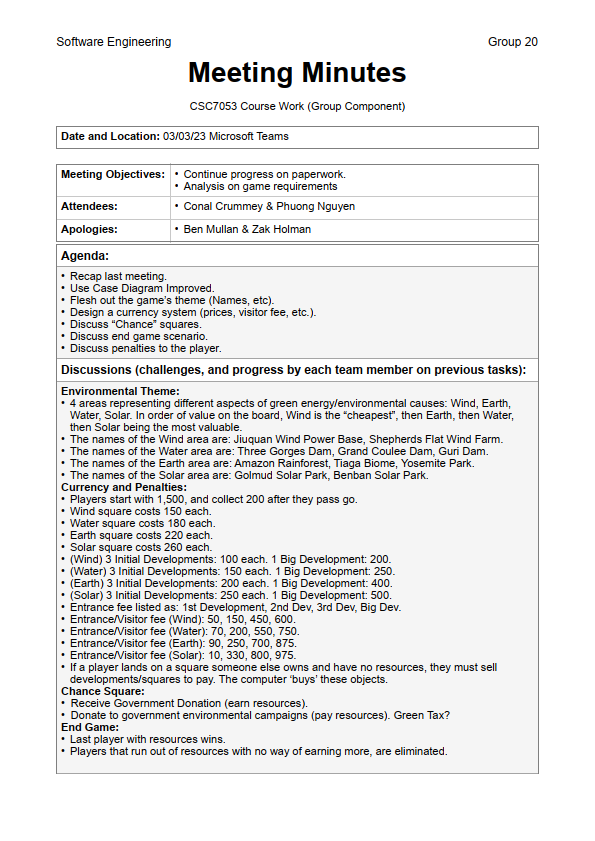 Software Engineering Group 20
Meeting Minutes
CSC7053 Course Work (Group Component)
Date and Location: 03/03/23 Microsoft Teams
Meeting Objectives: • Continue progress on paperwork.
• Analysis on game requirements
Attendees: • Conal Crummey & Phuong Nguyen
Apologies: • Ben Mullan & Zak Holman
Agenda:
• Recap last meeting.
• Use Case Diagram Improved.
• Flesh out the game's theme (Names, etc).
• Design a currency system (prices, visitor fee, etc.).
• Discuss “Chance” squares.
• Discuss end game scenario.
• Discuss penalties to the player.
Discussions (challenges, and progress by each team member on previous tasks):
Environmental Theme:
• 4 areas representing different aspects of green energy/environmental causes: Wind, Earth,
Water, Solar. In order of value on the board, Wind is the “cheapest”, then Earth, then Water,
then Solar being the most valuable.
• The names of the Wind area are: Jiuquan Wind Power Base, Shepherds Flat Wind Farm.
• The names of the Water area are: Three Gorges Dam, Grand Coulee Dam, Guri Dam.
• The names of the Earth area are: Amazon Rainforest, Tiaga Biome, Yosemite Park.
• The names of the Solar area are: Golmud Solar Park, Benban Solar Park.
Currency and Penalties:
• Players start with 1,500, and collect 200 after they pass go.
• Wind square costs 150 each.
• Water square costs 180 each.
• Earth square costs 220 each.
• Solar square costs 260 each.
• (Wind) 3 Initial Developments: 100 each. 1 Big Development: 200.
• (Water) 3 Initial Developments: 150 each. 1 Big Development: 250.
• (Earth) 3 Initial Developments: 200 each. 1 Big Development: 400.
• (Solar) 3 Initial Developments: 250 each. 1 Big Development: 500.
• Entrance fee listed as: 1st Development, 2nd Dev, 3rd Dev, Big Dev.
• Entrance/Visitor fee (Wind): 50, 150, 450, 600.
• Entrance/Visitor fee (Water): 70, 200, 550, 750.
• Entrance/Visitor fee (Earth): 90, 250, 700, 875.
• Entrance/Visitor fee (Solar): 10, 330, 800, 975.
• If a player lands on a square someone else owns and have no resources, they must sell
developments/squares to pay. The computer ‘buys’ these objects.
Chance Square:
• Receive Government Donation (earn resources).
• Donate to government environmental campaigns (pay resources). Green Tax?
End Game:
• Last player with resources wins.
• Players that run out of resources with no way of earning more, are eliminated.